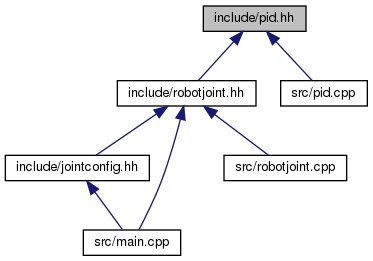 include/pid.hh
include/robotjoint.hh
src/pid.cpp
include/jointconfig.hh
src/robotjoint.cpp
src/main.cpp